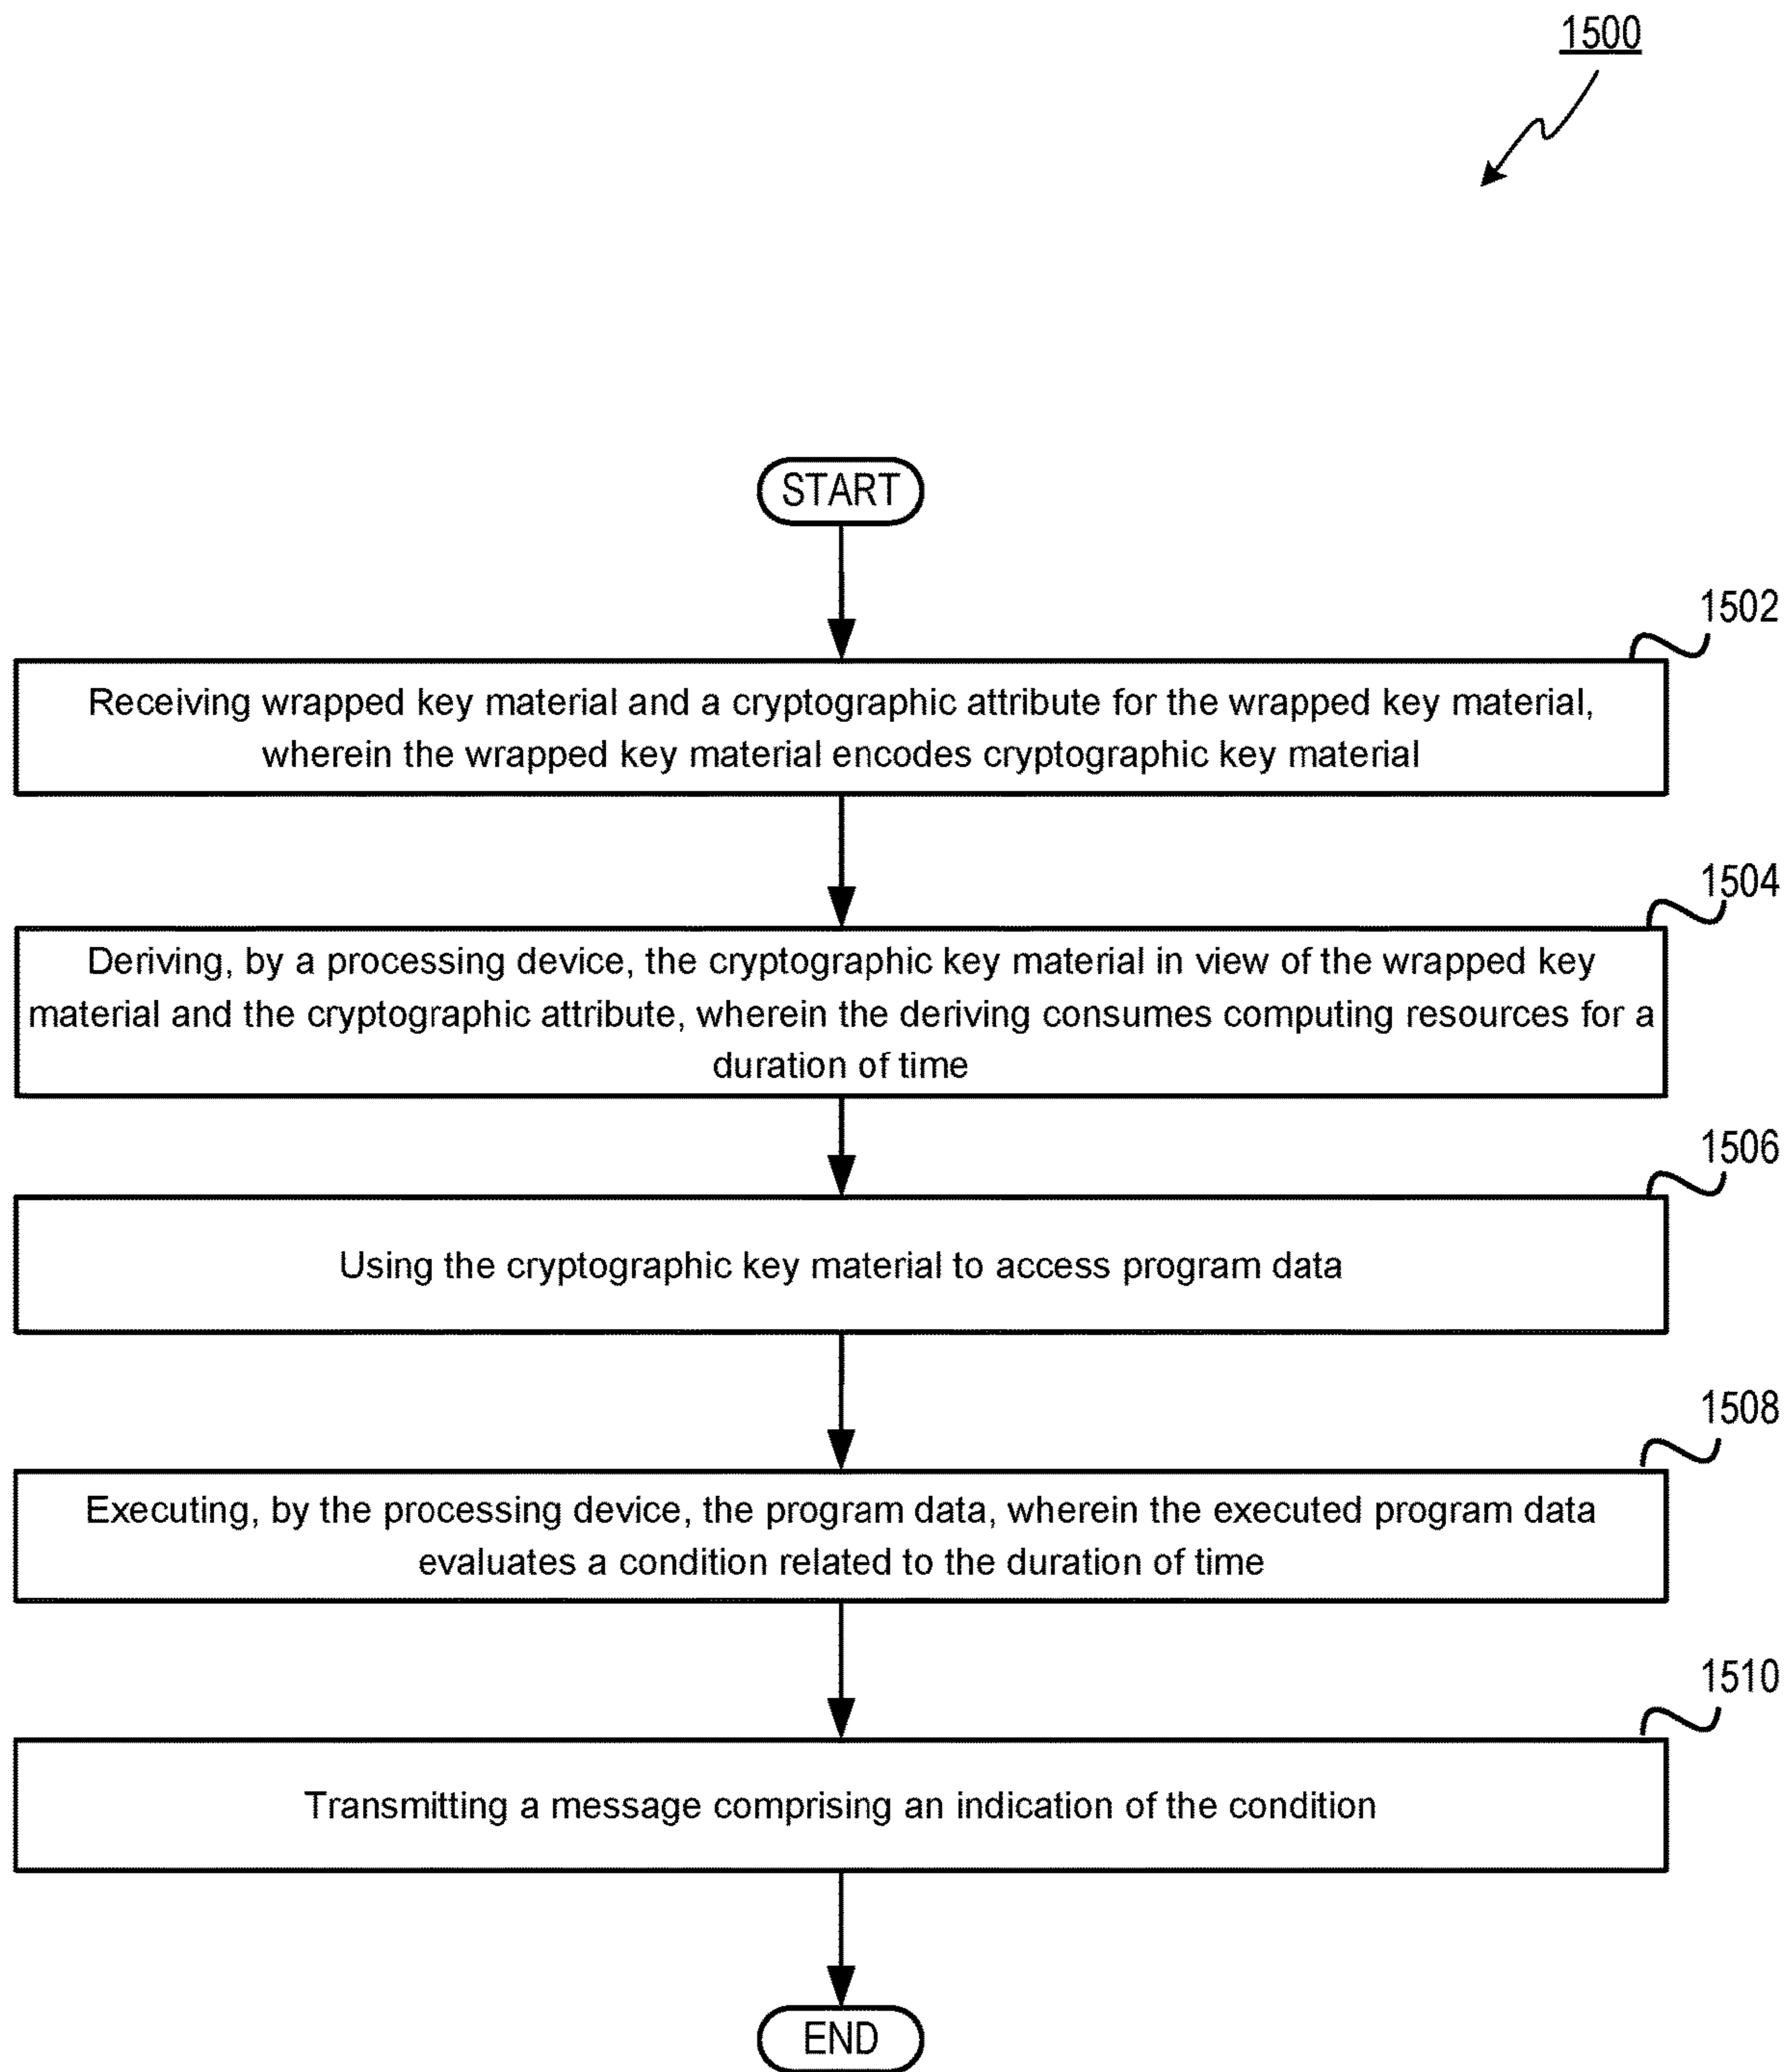 1500
START
1502
Receiving wrapped key material and a cryptographic attribute for the wrapped key material,
wherein the wrapped key material encodes cryptographic key material
1504
Deriving, by a processing device, the cryptographic key material in view of the wrapped key
material and the cryptographic attribute, wherein the deriving consumes computing resources for a
duration of time
1506
Using the cryptographic key material to access program data
1508
Executing, by the processing device, the program data, wherein the executed program data
evaluates a condition related to the duration of time
1510
Transmitting a message comprising an indication of the condition
END